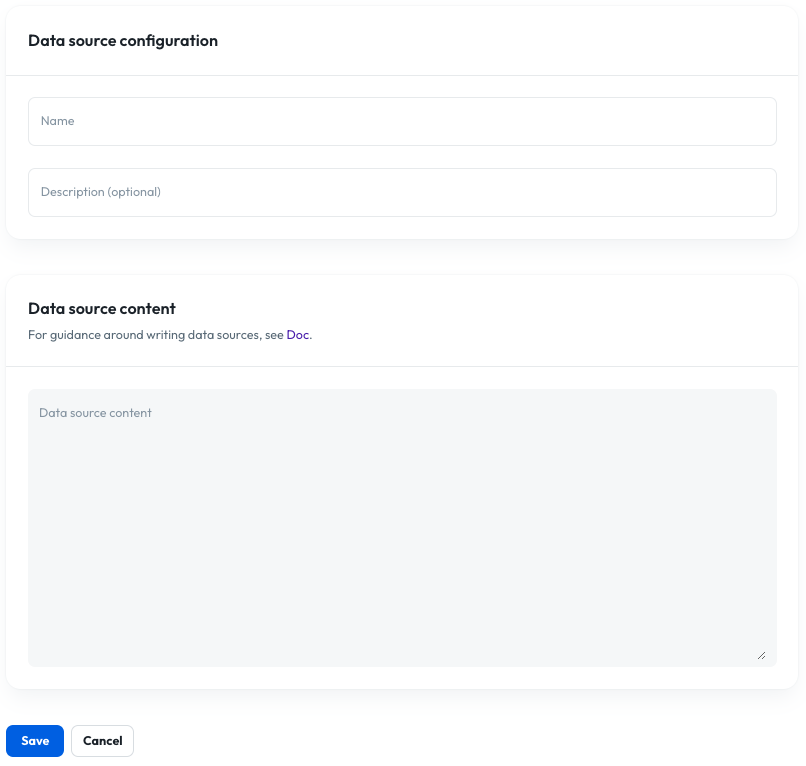 Data source configuration
Name
Description (optional)
Data source content
For guidance around writing data sources, see Doc.
Data source content
Save
Cancel